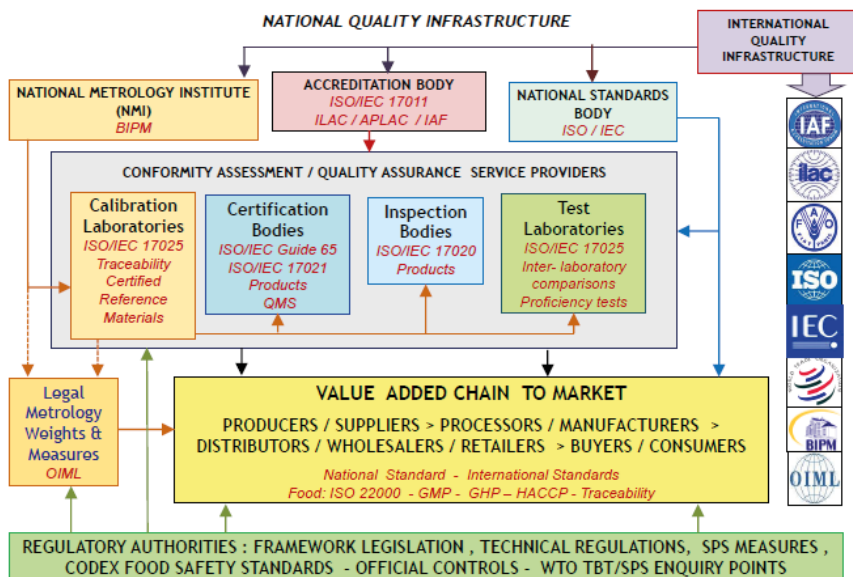 NATIONAL QUALITY INFRASTRUCTURE
INTERNATIONAL
QUALITY
INFRASTRUCTURE
NATIONAL METROLOGY INSTITUTE
(NMI)
BIPM
ACCREDITATION BODY
ISO/IEC 17011
ILAC / APLAC / IAF
NATIONAL STANDARDS
BODY
ISO / IEC
CONFORMITY ASSESSMENT / QUALITY ASSURANCE SERVICE PROVIDERS
Calibration
Laboratories
ISO/IEC 17025
Traceability
Certified
Reference
Materials
Certification
Bodies
ISO/IEC Guide 65
ISO/IEC 17021
Products
QMS
Inspection
Bodies
ISO/IEC 17020
Products
Test
Laboratories
ISO/IEC 17025
Inter- laboratory
comparisons
Proficiency tests
Legal
Metrology
Weights &
Measures
OIML
VALUE ADDED CHAIN TO MARKET
PRODUCERS / SUPPLIERS > PROCESSORS / MANUFACTURERS >
DISTRIBUTORS / WHOLESALERS / RETAILERS > BUYERS / CONSUMERS
National Standard - International Standards
Food: ISO 22000 - GMP - GHP – HACCP - Traceability
REGULATORY AUTHORITIES : FRAMEWORK LEGISLATION , TECHNICAL REGULATIONS, SPS MEASURES ,
CODEX FOOD SAFETY STANDARDS - OFFICIAL CONTROLS - WTO TBT/SPS ENQUIRY POINTS
IAF
ilac
FAO
FIAT PANIS
ISO
IEC
WORLD TRADE ORGANIZATION
BIPM
OIML